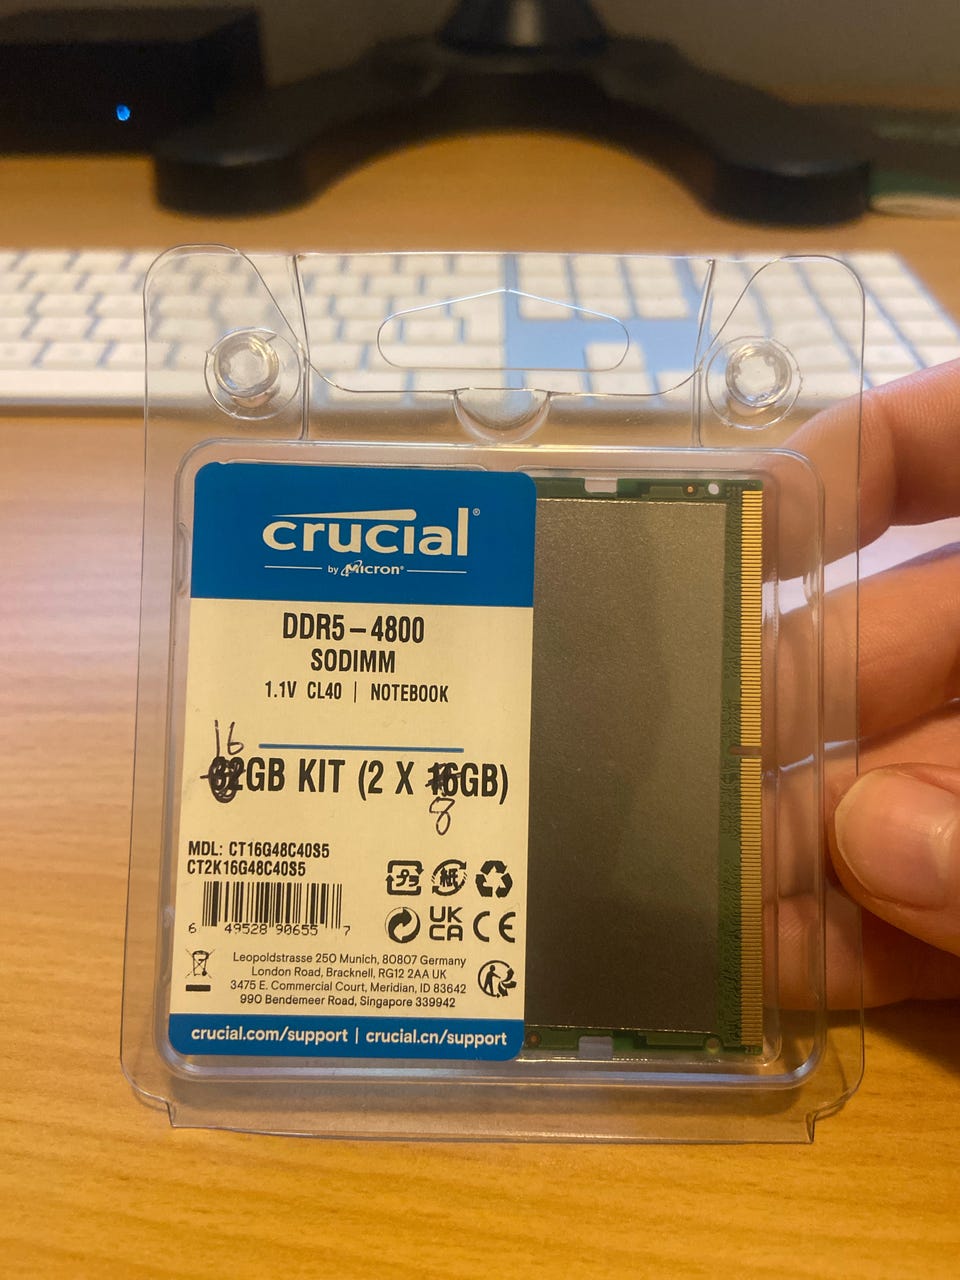 crucial®
by Micron®
DDR5 – 4800
SODIMM
1.1V CL40 | NOTEBOOK
16
32GB KIT (2 X 16GB)
8
MDL: CT16G48C40S5
CT2K16G48C40S5
6 49528 90655 7
紙
UK
CA
CE
Leopoldstrasse 250 Munich, 80807 Germany
London Road, Bracknell, RG12 2AA UK
3475 E. Commercial Court, Meridian, ID 83642
990 Bendemeer Road, Singapore 339942
crucial.com/support | crucial.cn/support